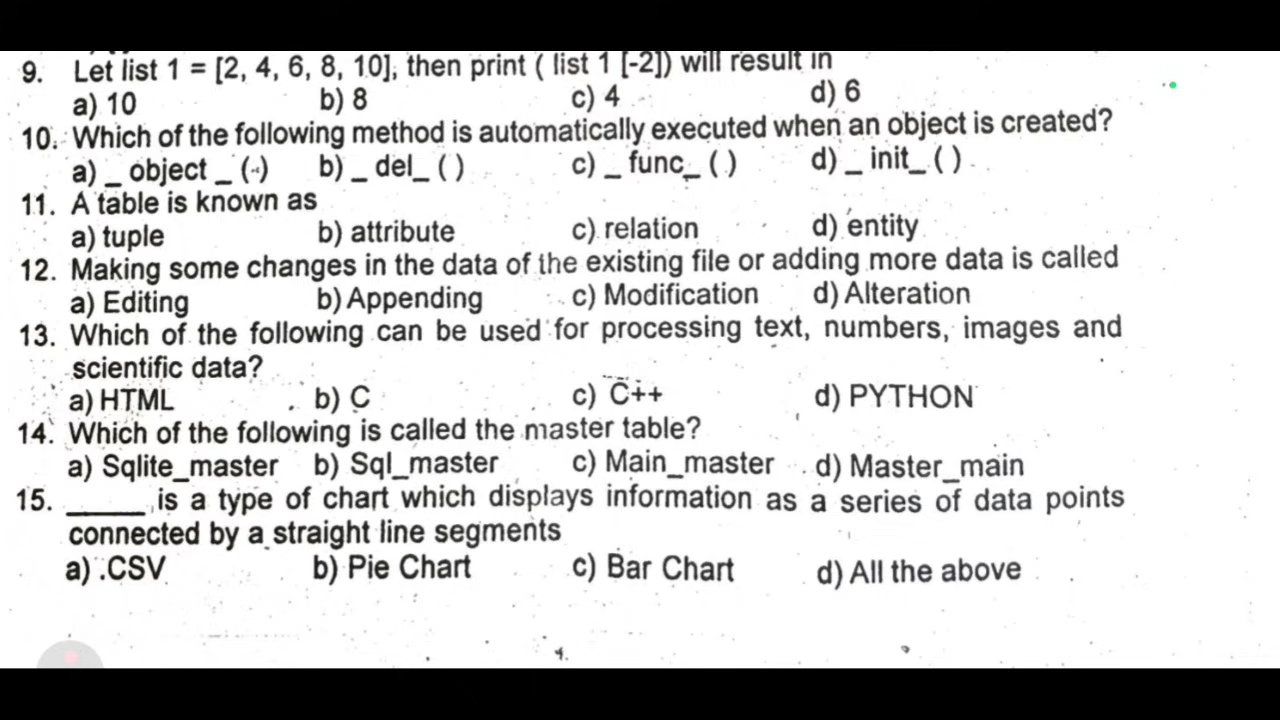 9. Let list 1 = [2, 4, 6, 8, 10], then print ( list 1 [-2]) will result in
a) 10 b) 8 c) 4 d) 6
10. Which of the following method is automatically executed when an object is created?
a) _ object _ ( ) b) _ del_ ( ) c) _ func_ ( ) d) _ init_ ( )
11. A table is known as
a) tuple b) attribute c) relation d) entity
12. Making some changes in the data of the existing file or adding more data is called
a) Editing b) Appending c) Modification d) Alteration
13. Which of the following can be used for processing text, numbers, images and
scientific data?
a) HTML b) C c) C++ d) PYTHON
14. Which of the following is called the master table?
a) Sqlite_master b) Sql_master c) Main_master d) Master_main
15. _____ is a type of chart which displays information as a series of data points
connected by a straight line segments
a) .CSV b) Pie Chart c) Bar Chart d) All the above